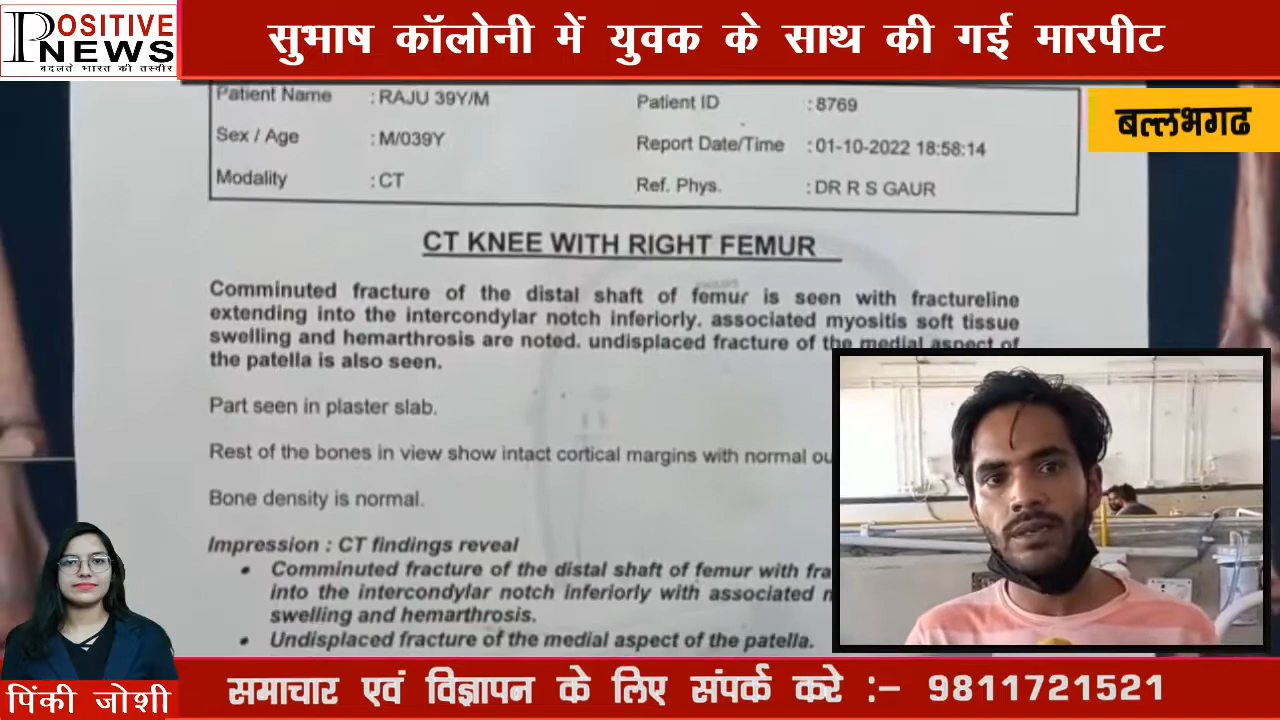 POSITIVE NEWS
बदलते भारत की तस्वीर
सुभाष कॉलोनी में युवक के साथ की गई मारपीट
बल्लभगढ
Patient Name : RAJU 39Y/M Patient ID : 8769
Sex / Age : M/039Y Report Date/Time : 01-10-2022 18:58:14
Modality : CT Ref. Phys. : DR R S GAUR
CT KNEE WITH RIGHT FEMUR
Comminuted fracture of the distal shaft of femur is seen with fractureline
extending into the intercondylar notch inferiorly. associated myositis soft tissue
swelling and hemarthrosis are noted. undisplaced fracture of the medial aspect of
the patella is also seen.
Part seen in plaster slab.
Rest of the bones in view show intact cortical margins with normal
Bone density is normal.
Impression : CT findings reveal
• Comminuted fracture of the distal shaft of femur with
into the intercondylar notch inferiorly with associated
swelling and hemarthrosis.
• Undisplaced fracture of the medial aspect of the patella.
पिंकी जोशी
समाचार एवं विज्ञापन के लिए संपर्क करे :- 9811721521